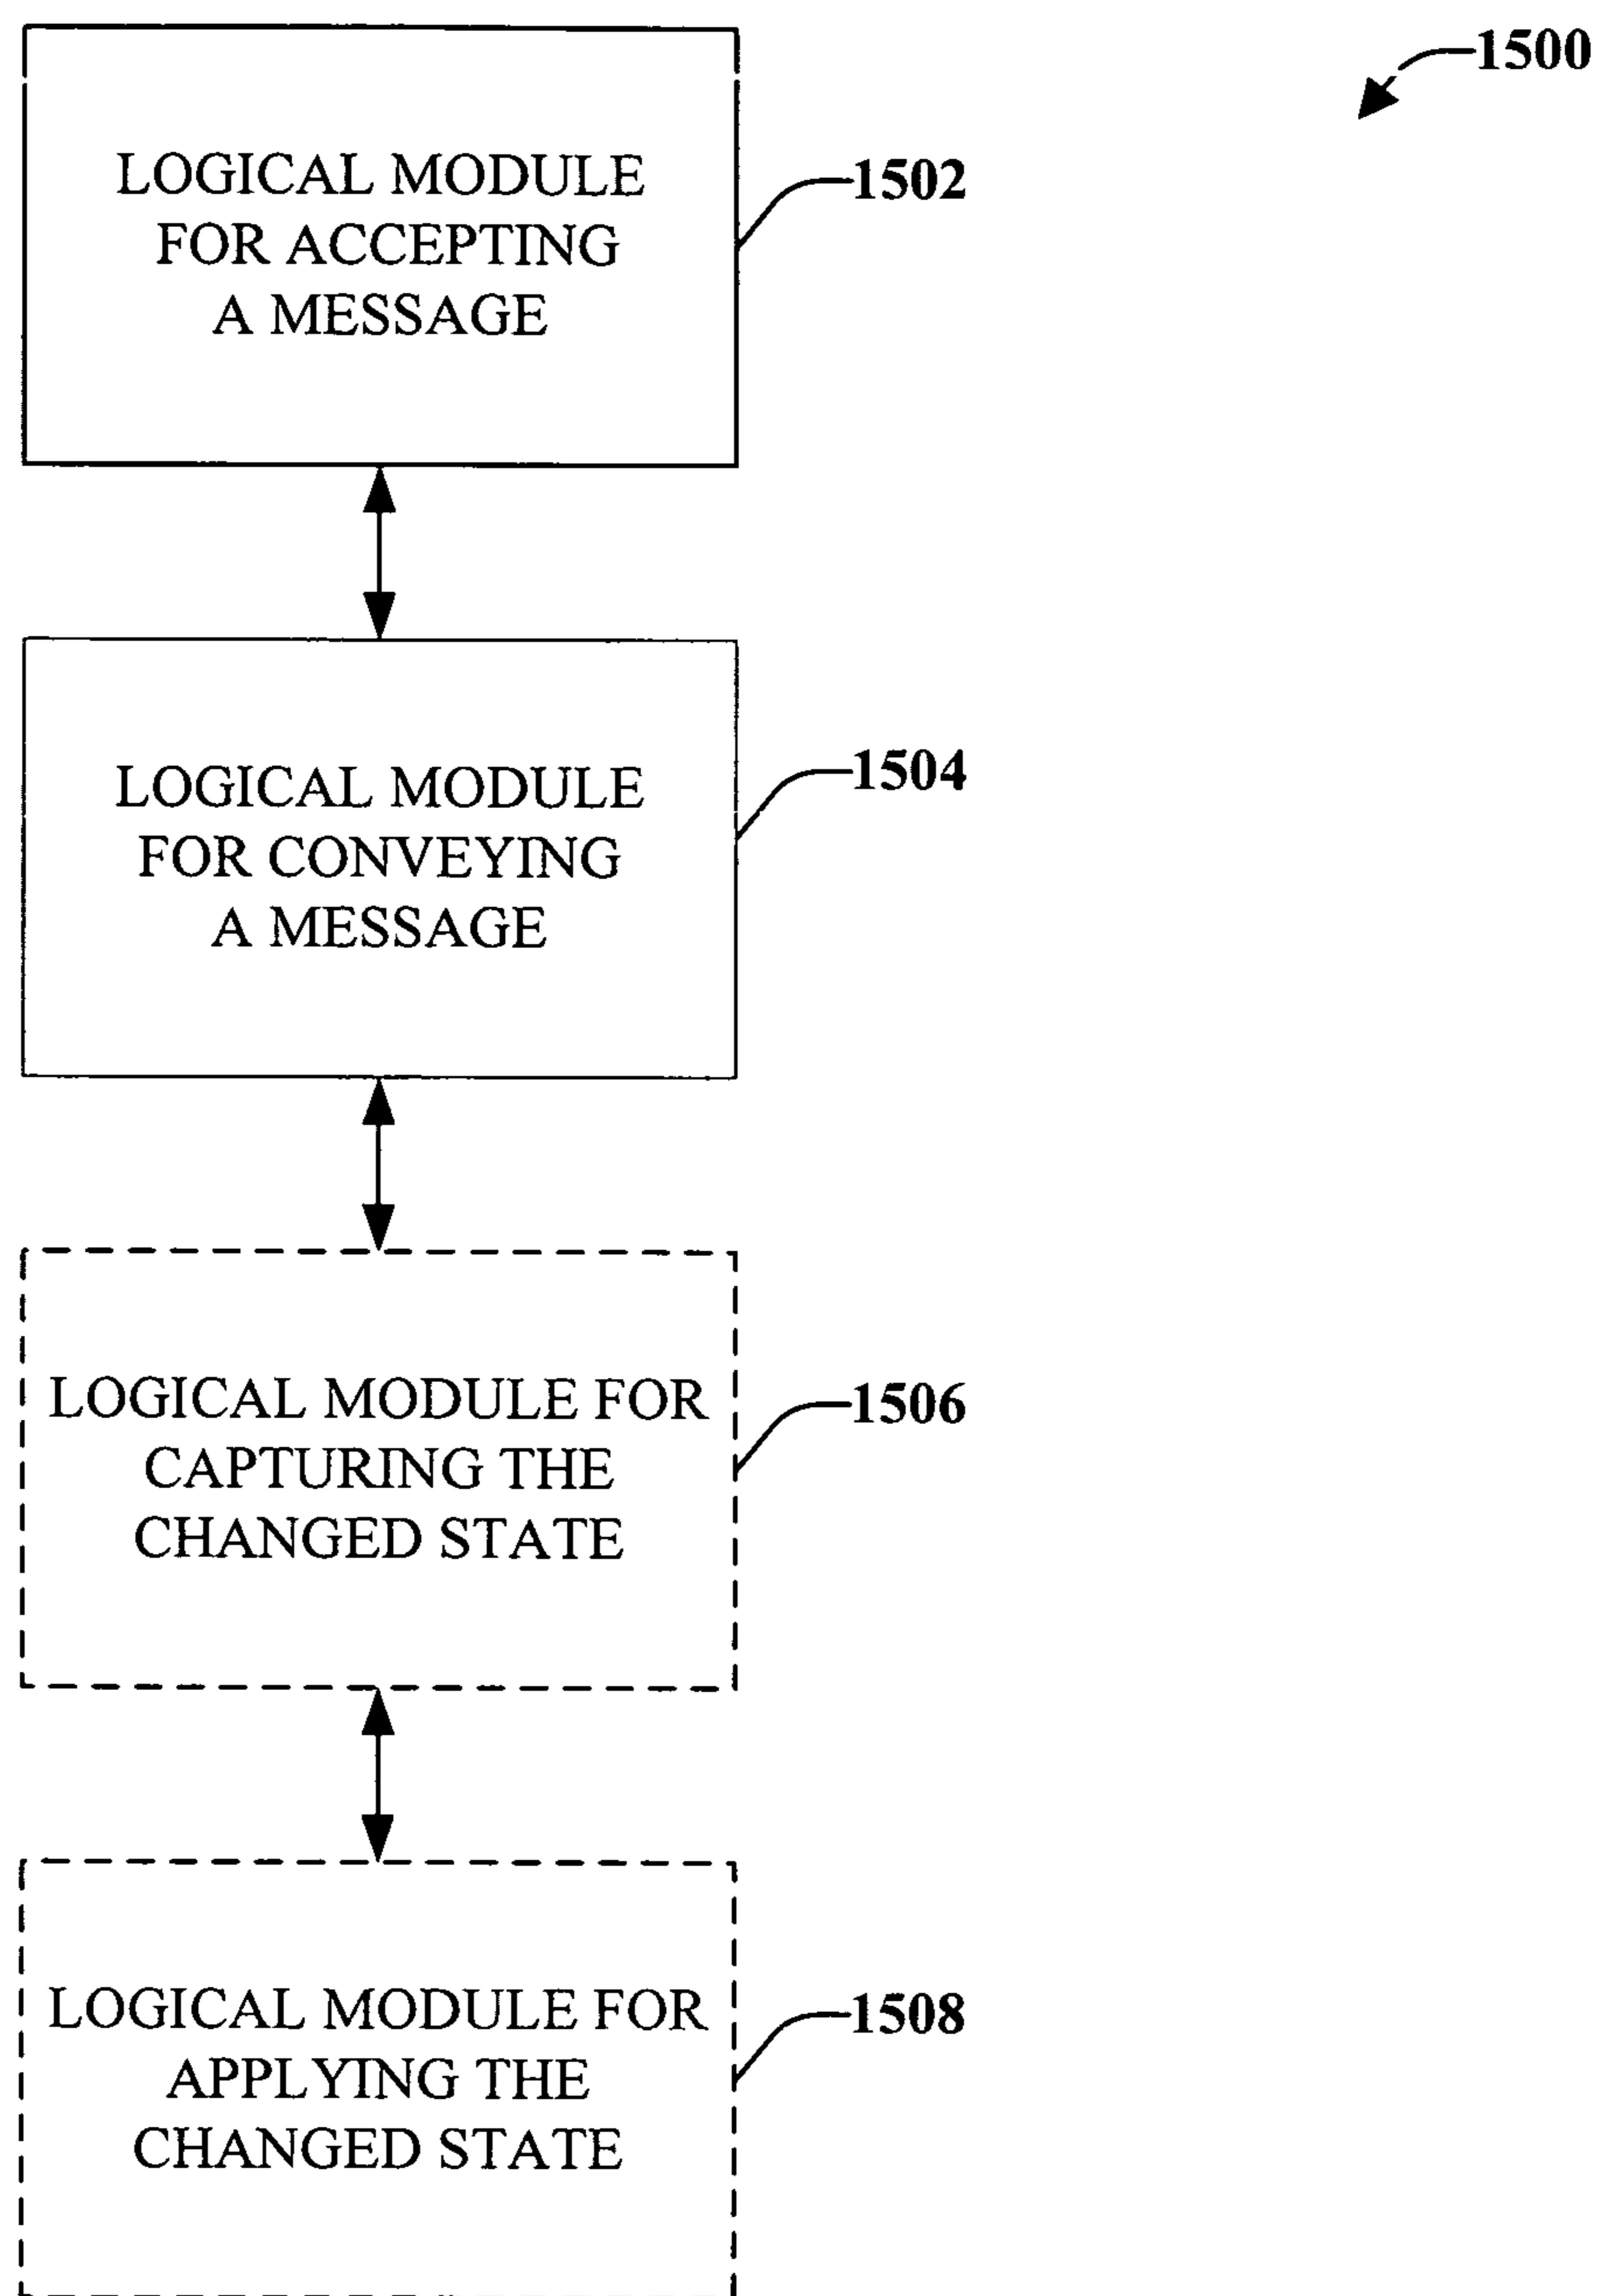 1500
LOGICAL MODULE
FOR ACCEPTING
A MESSAGE
1502
LOGICAL MODULE
FOR CONVEYING
A MESSAGE
1504
LOGICAL MODULE FOR
CAPTURING THE
CHANGED STATE
1506
LOGICAL MODULE FOR
APPLYING THE
CHANGED STATE
1508